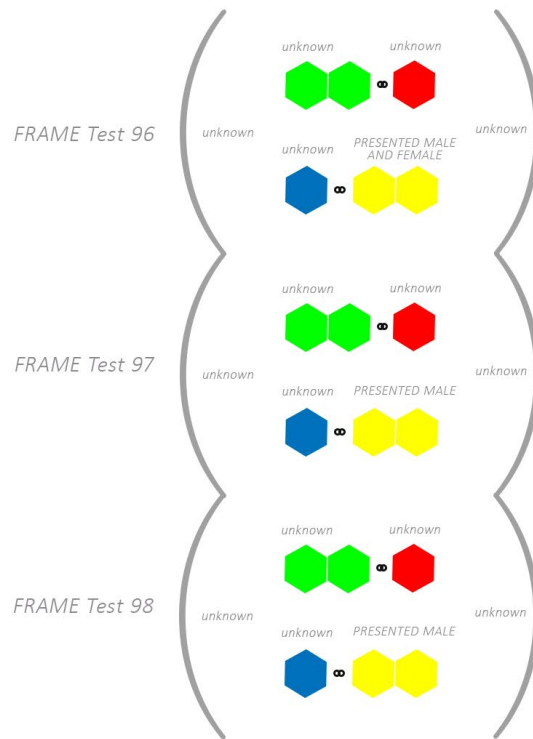 unknown unknown
FRAME Test 96
unknown
unknown
unknown
PRESENTED MALE
AND FEMALE
unknown unknown
FRAME Test 97
unknown
unknown
unknown PRESENTED MALE
unknown unknown
FRAME Test 98
unknown
unknown
unknown PRESENTED MALE